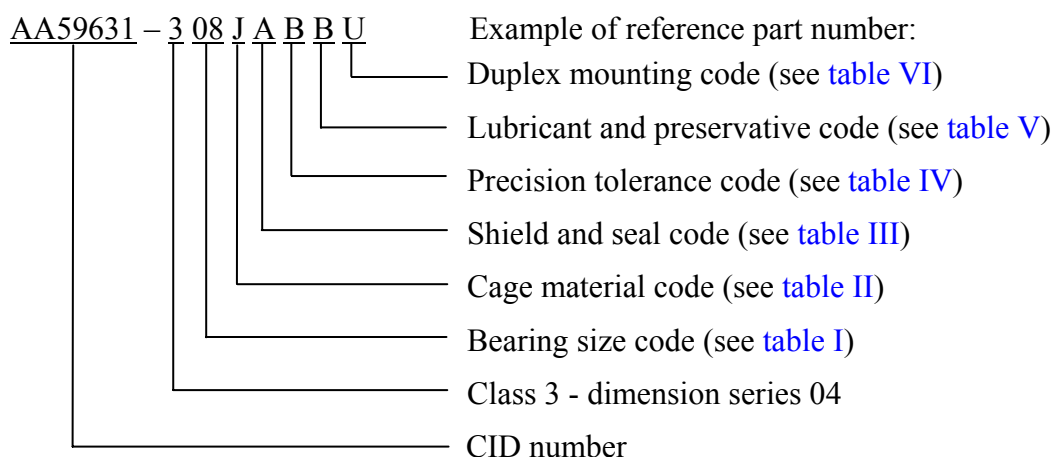 AA59631 – 3 08 J A B B U Example of reference part number:
Duplex mounting code (see table VI)
Lubricant and preservative code (see table V)
Precision tolerance code (see table IV)
Shield and seal code (see table III)
Cage material code (see table II)
Bearing size code (see table I)
Class 3 - dimension series 04
CID number